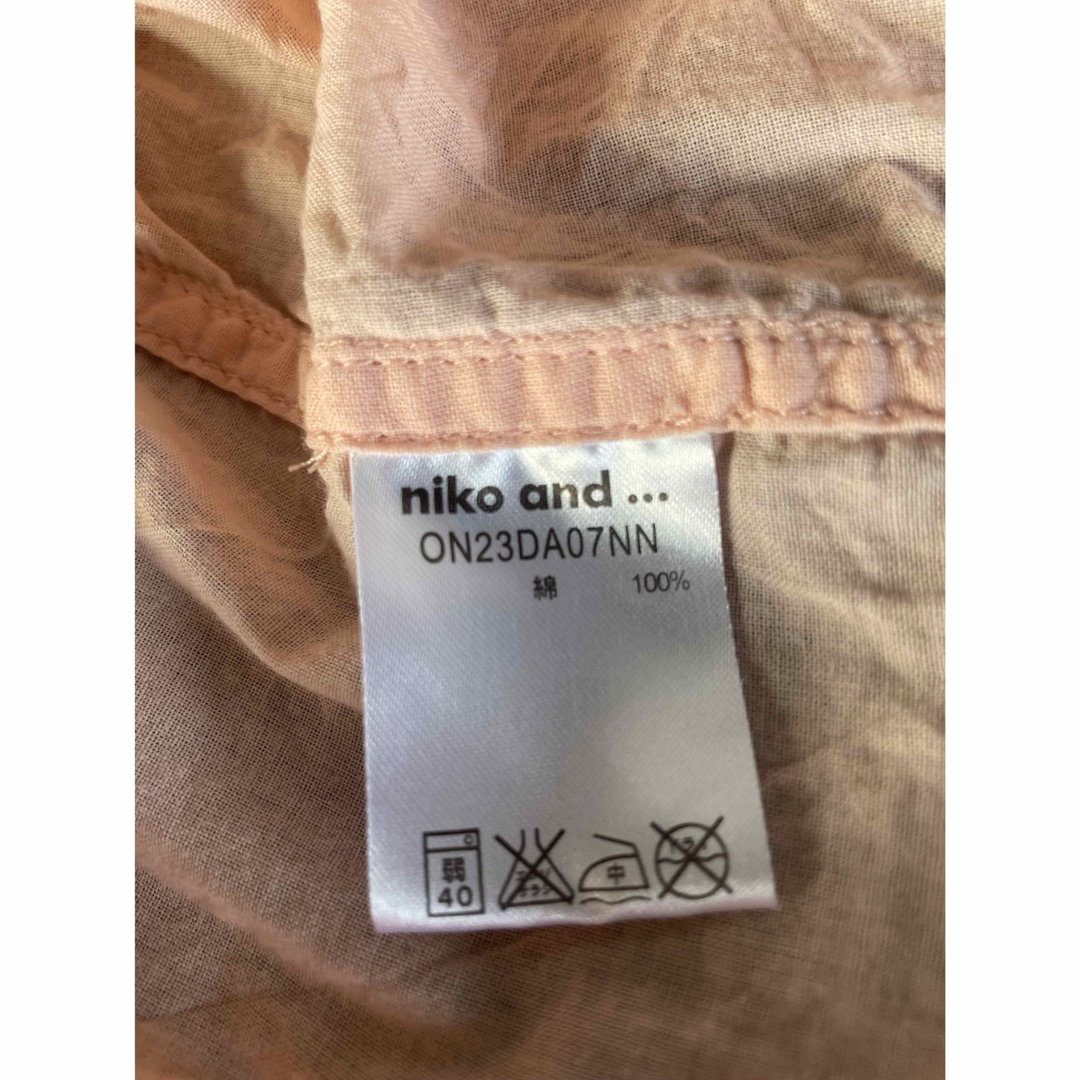 niko and ...
ON23DA07NN
綿 100%
弱 40 中